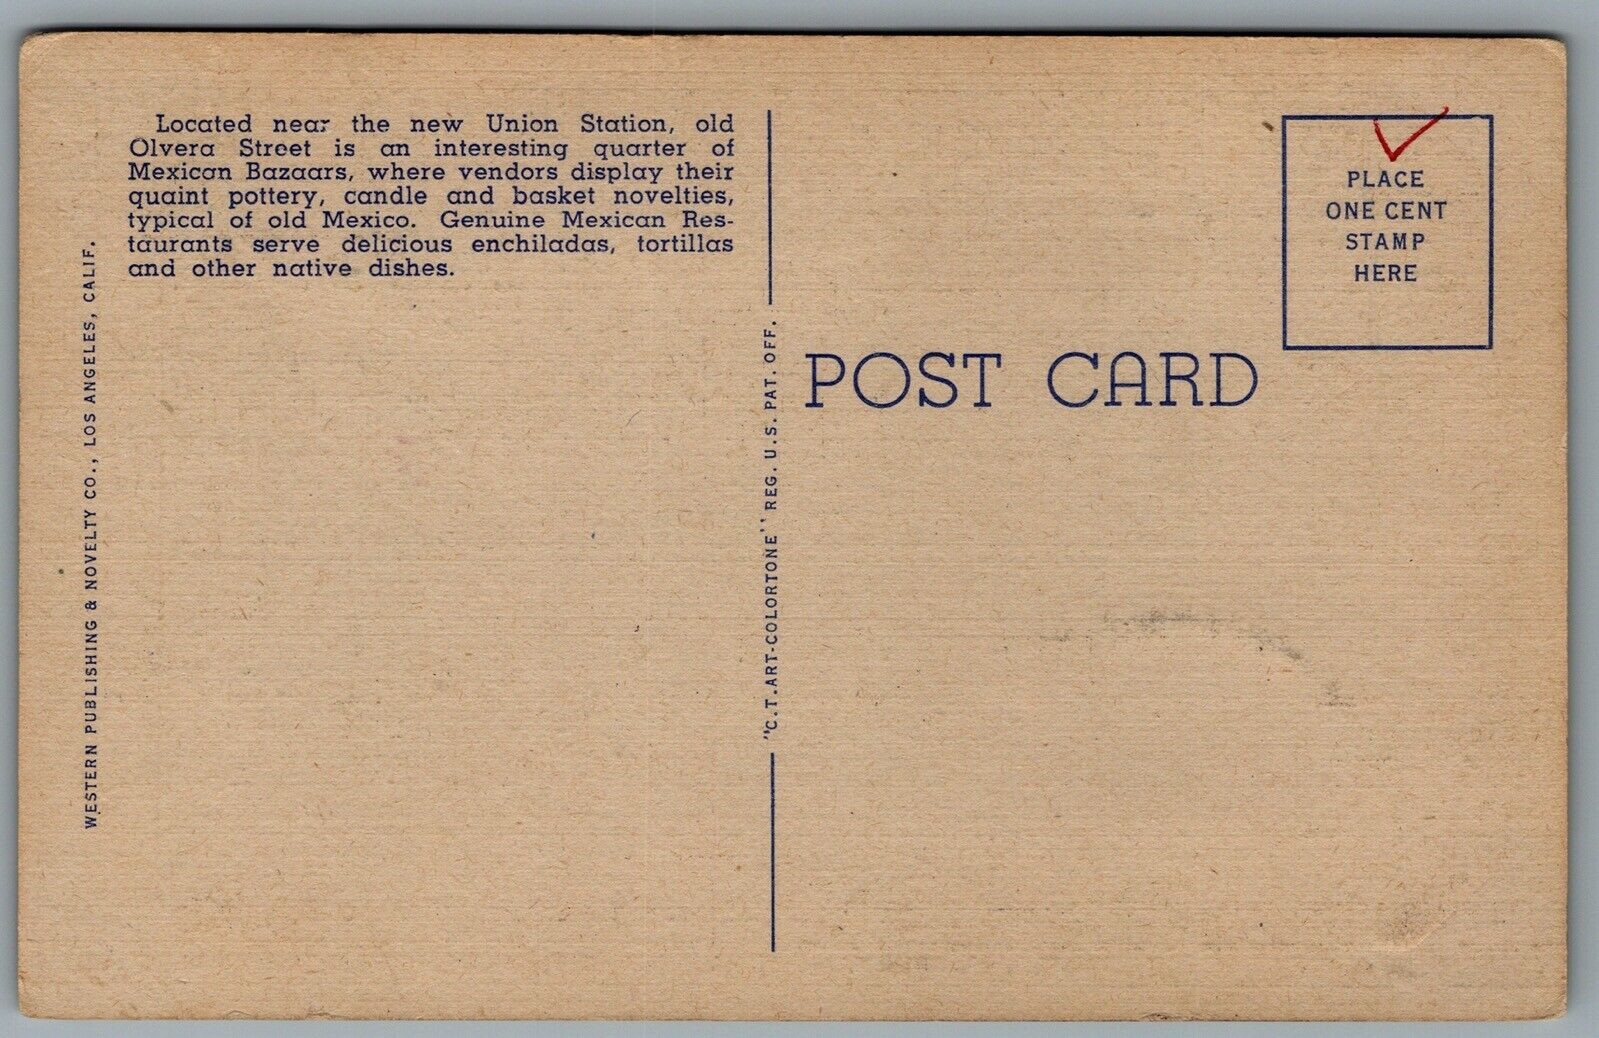 Located near the new Union Station, old
Olvera Street is an interesting quarter of
Mexican Bazaars, where vendors display their
quaint pottery, candle and basket novelties,
typical of old Mexico. Genuine Mexican Res-
taurants serve delicious enchiladas, tortillas
and other native dishes.
WESTERN PUBLISHING & NOVELTY CO., LOS ANGELES, CALIF.
"C.T. ART-COLORTONE" REG. U.S. PAT. OFF.
POST CARD
PLACE
ONE CENT
STAMP
HERE